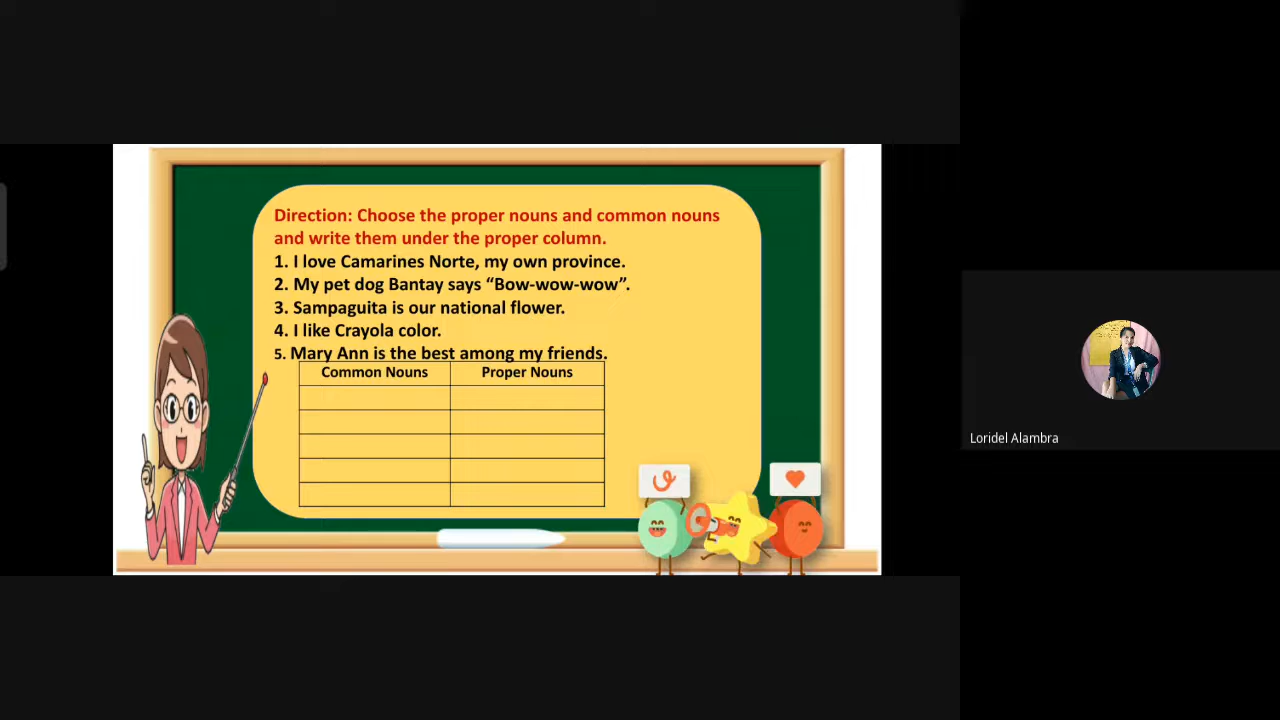 Direction: Choose the proper nouns and common nouns
and write them under the proper column.
1. I love Camarines Norte, my own province.
2. My pet dog Bantay says “Bow-wow-wow”.
3. Sampaguita is our national flower.
4. I like Crayola color.
5. Mary Ann is the best among my friends.
Common Nouns Proper Nouns
Loridel Alambra